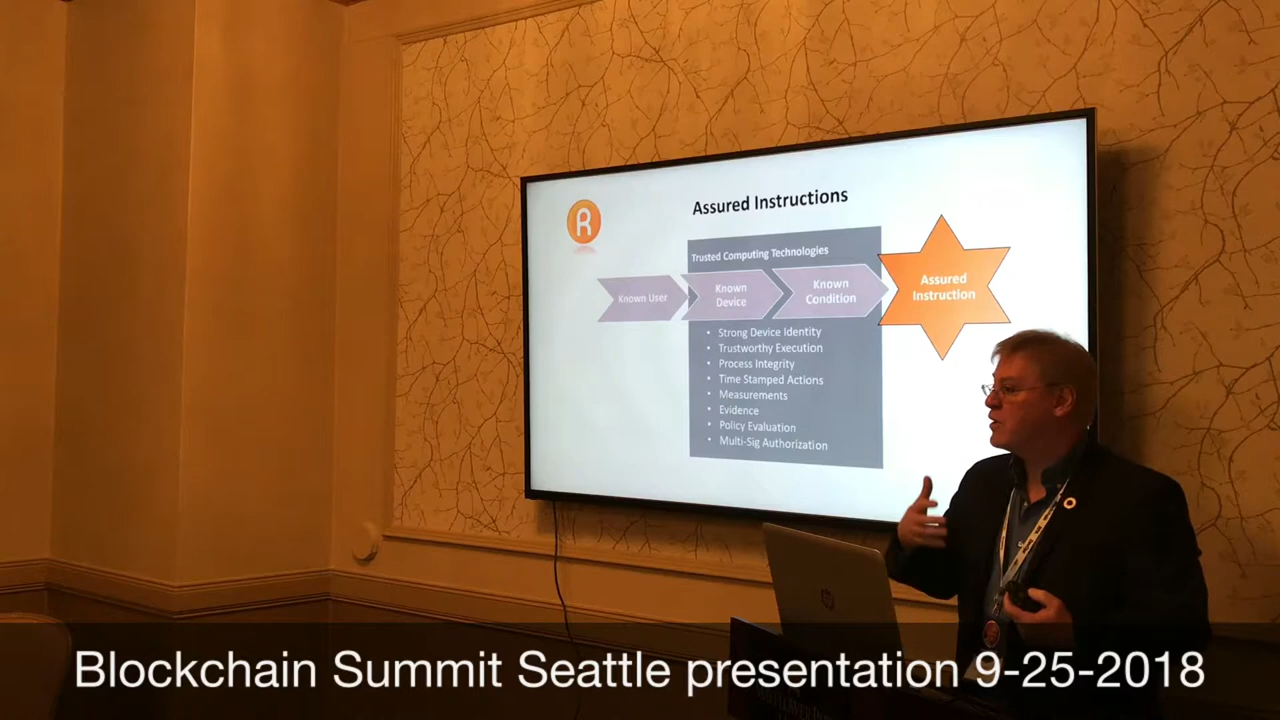 R
Assured Instructions
Trusted Computing Technologies
Known User
Known
Device
Known
Condition
Assured
Instruction
• Strong Device Identity
• Trustworthy Execution
• Process Integrity
• Time Stamped Actions
• Measurements
• Evidence
• Policy Evaluation
• Multi-Sig Authorization
hp
Blockchain Summit Seattle presentation 9-25-2018